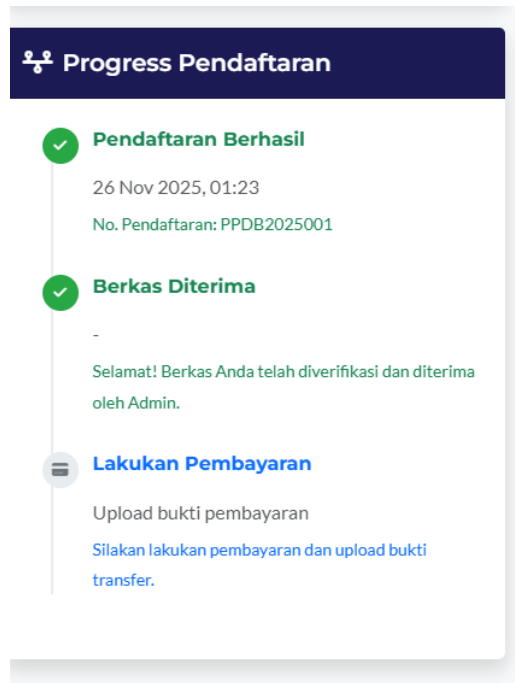 Progress Pendaftaran
Pendaftaran Berhasil
26 Nov 2025, 01:23
No. Pendaftaran: PPDB2025001
Berkas Diterima
-
Selamat! Berkas Anda telah diverifikasi dan diterima
oleh Admin.
Lakukan Pembayaran
Upload bukti pembayaran
Silakan lakukan pembayaran dan upload bukti
transfer.